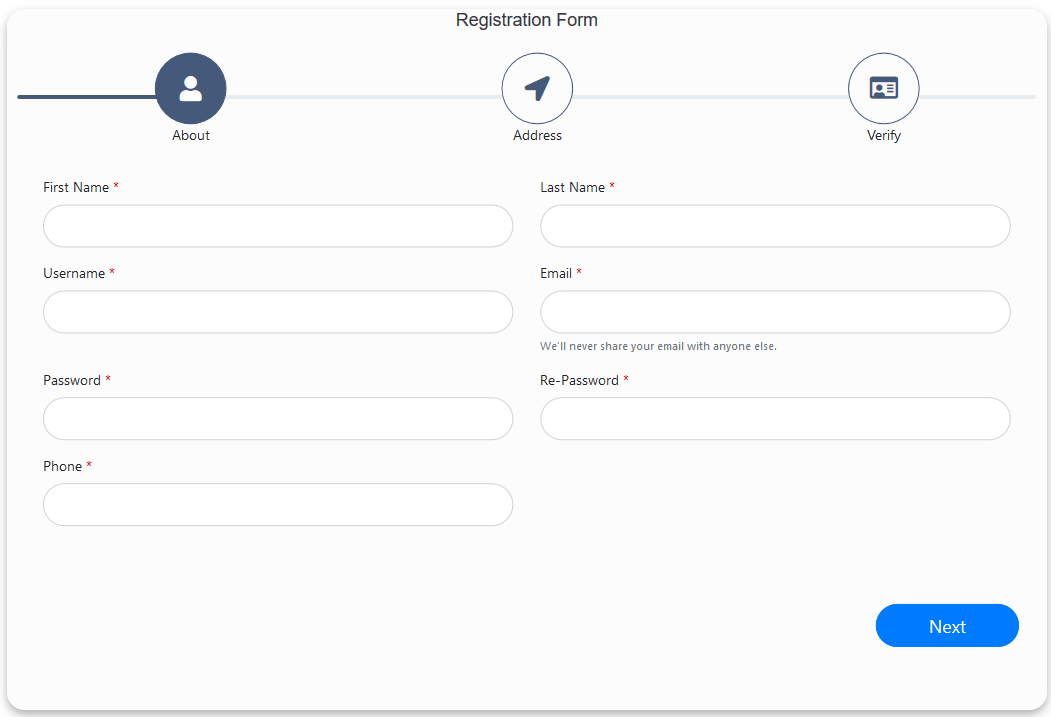 Registration Form
About
Address
Verify
First Name *
Last Name *
Username *
Email *
We'll never share your email with anyone else.
Password *
Re-Password *
Phone *
Next